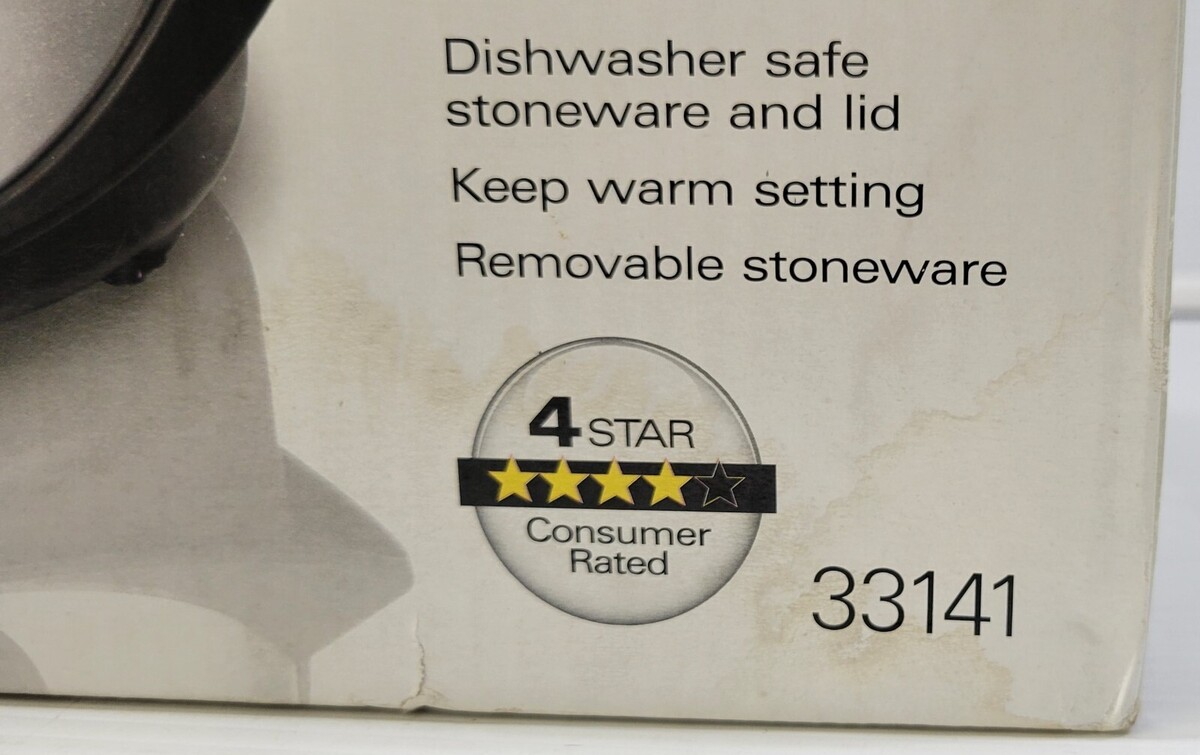 Dishwasher safe
stoneware and lid
Keep warm setting
Removable stoneware
4 STAR
Consumer
Rated
33141